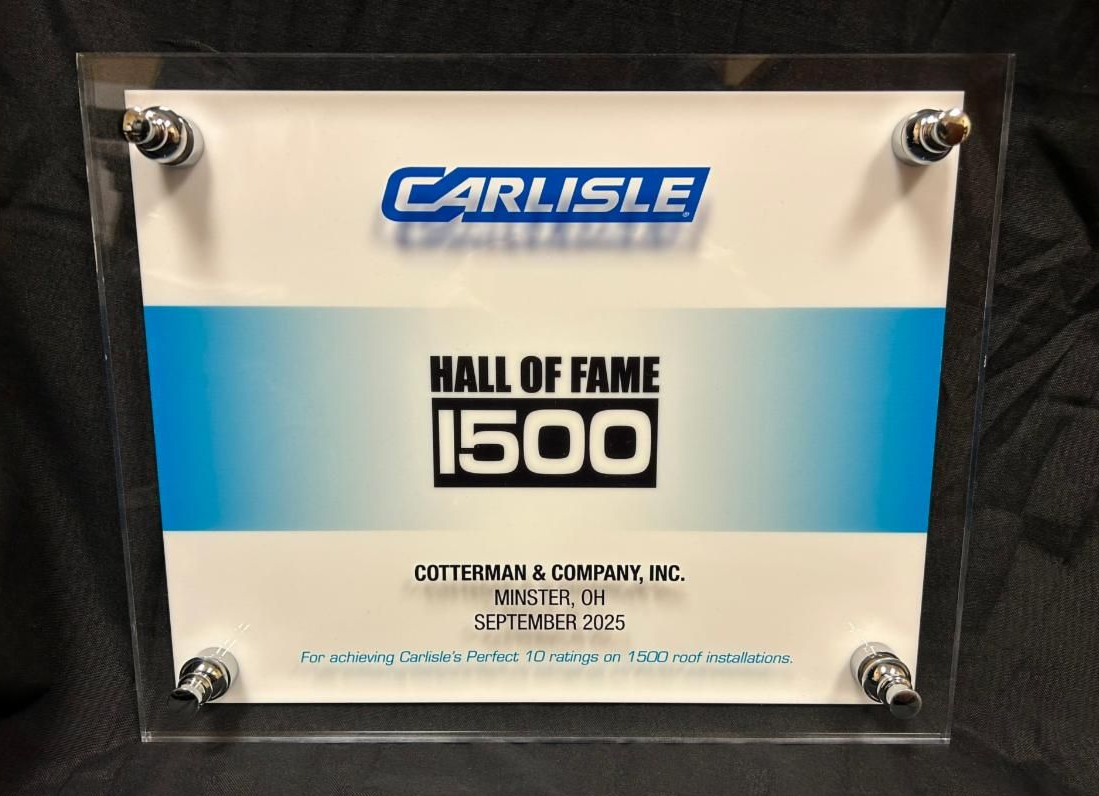 CARLISLE®
HALL OF FAME
1500
COTTERMAN & COMPANY, INC.
MINSTER, OH
SEPTEMBER 2025
For achieving Carlisle's Perfect 10 ratings on 1500 roof installations.